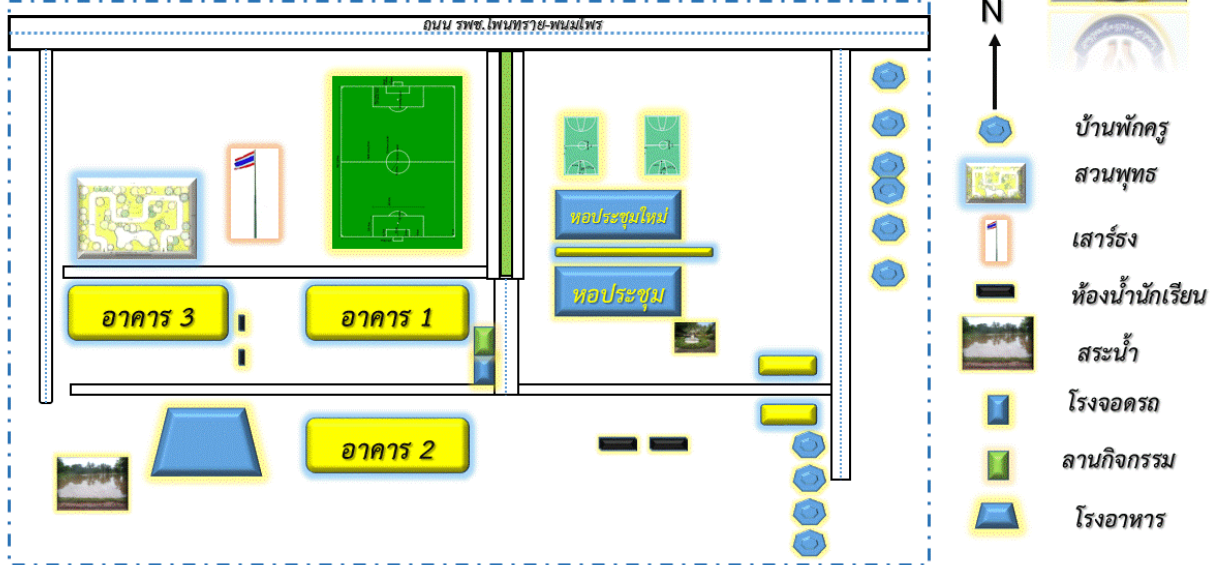 ถนน รพช.โพนทราย-พนมไพร
N
บ้านพักครู
สวนพุทธ
เสาร์ธง
ห้องน้ำนักเรียน
สระน้ำ
โรงจอดรถ
ลานกิจกรรม
โรงอาหาร
หอประชุมใหม่
หอประชุม
อาคาร 3
อาคาร 1
อาคาร 2